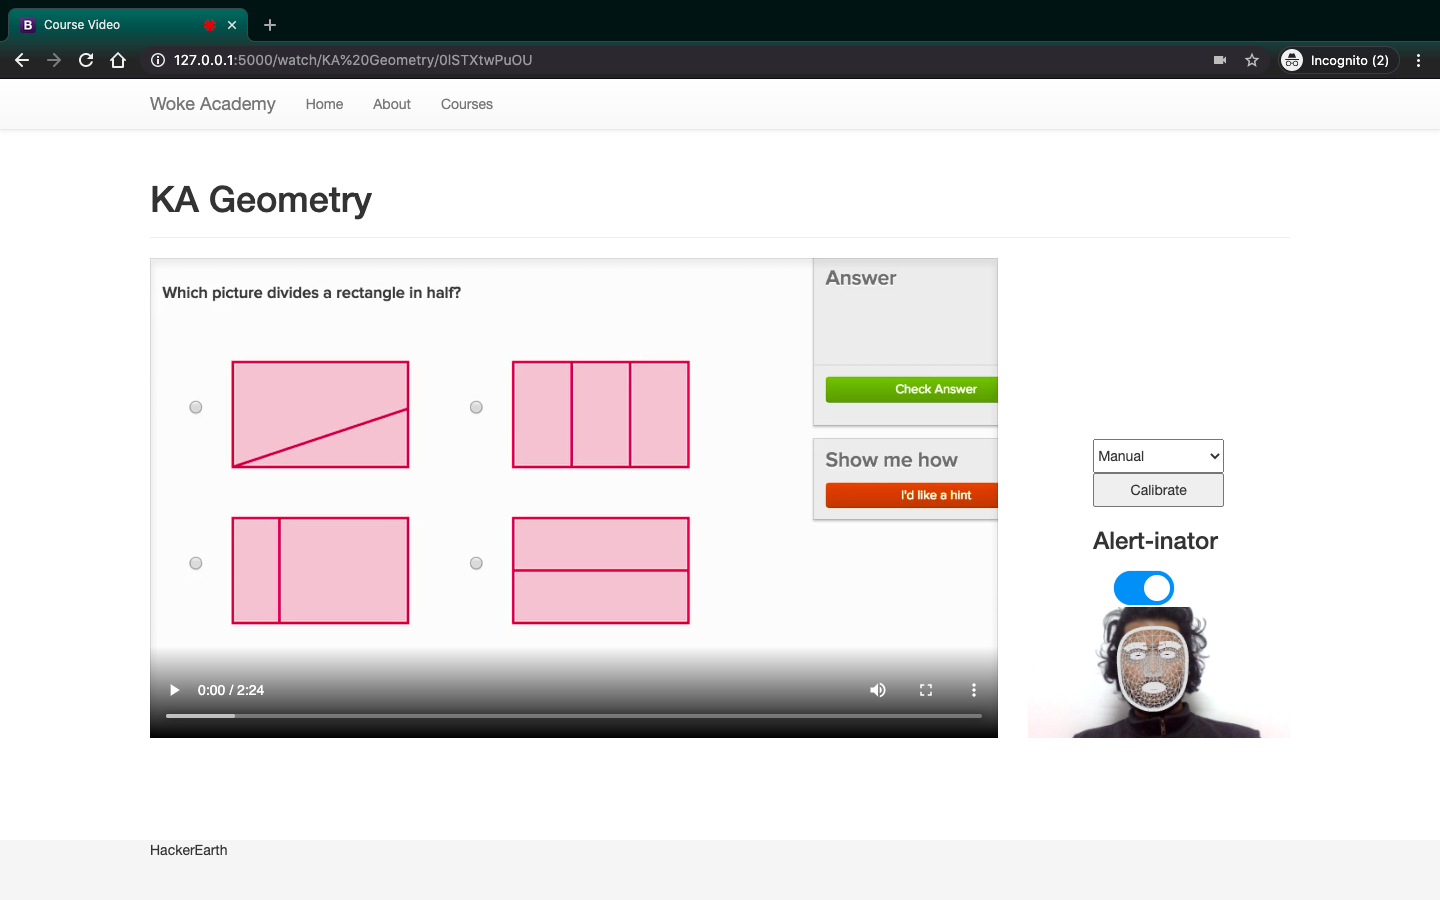 B Course Video
127.0.0.1:5000/watch/KA%20Geometry/0ISTXtwPuOU
Incognito (2)
Woke Academy Home About Courses
KA Geometry
Which picture divides a rectangle in half?
Answer
Check Answer
Show me how
I'd like a hint
0:00 / 2:24
Manual
Calibrate
Alert-inator
HackerEarth